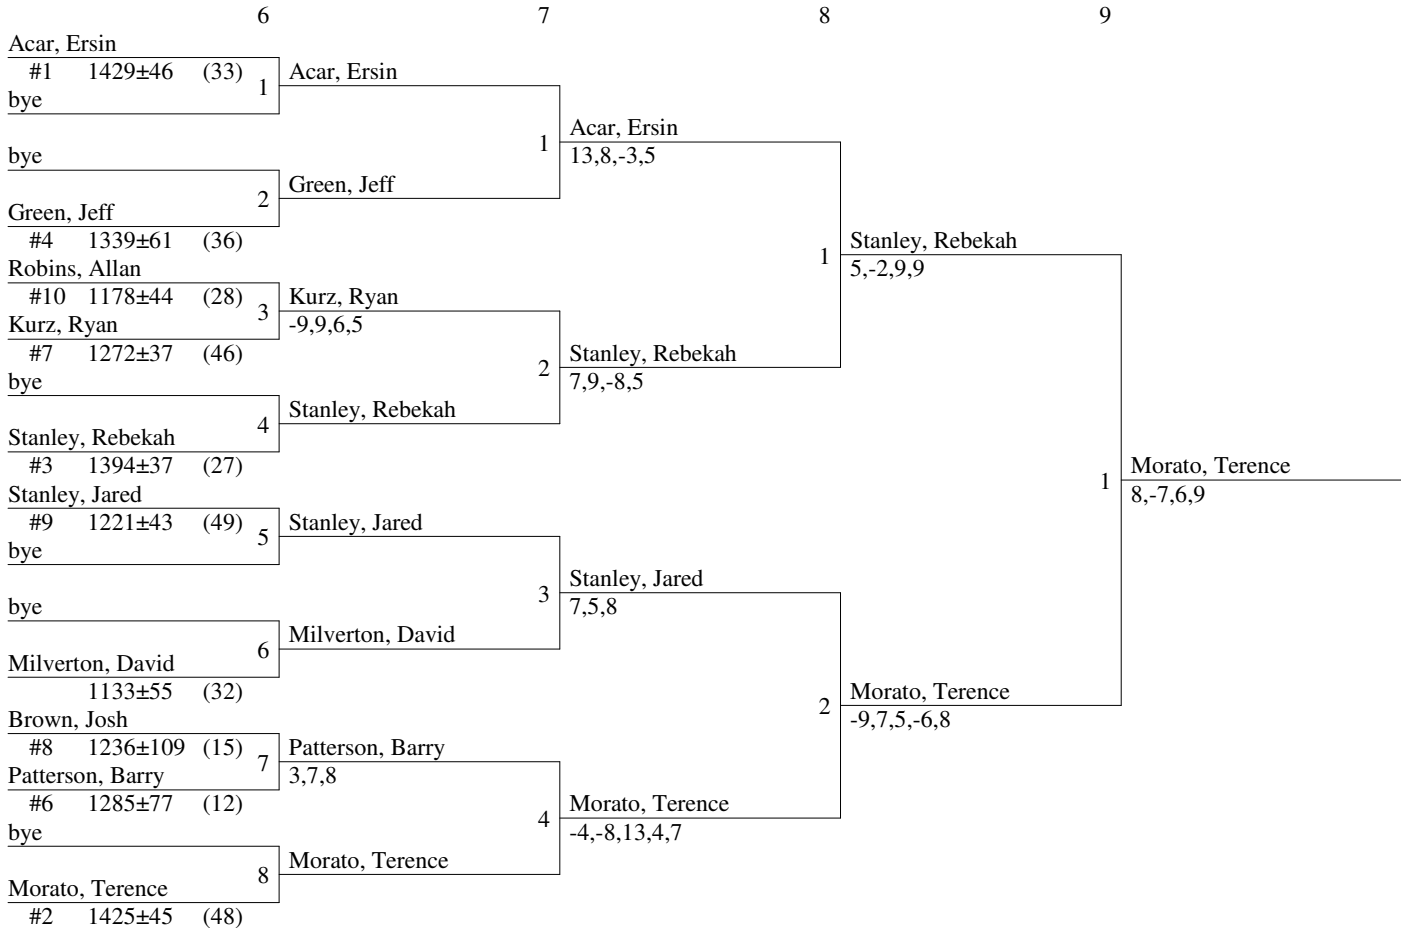 6 7 8 9
Acar, Ersin
#1 1429±46 (33)
1
bye
Acar, Ersin
bye
2
Green, Jeff
#4 1339±61 (36)
Green, Jeff
1
Acar, Ersin
13,8,-3,5
Robins, Allan
#10 1178±44 (28)
3
Kurz, Ryan
#7 1272±37 (46)
Kurz, Ryan
-9,9,6,5
bye
4
Stanley, Rebekah
#3 1394±37 (27)
Stanley, Rebekah
2
Stanley, Rebekah
7,9,-8,5
1
Stanley, Rebekah
5,-2,9,9
Stanley, Jared
#9 1221±43 (49)
5
bye
Stanley, Jared
bye
6
Milverton, David
1133±55 (32)
Milverton, David
3
Stanley, Jared
7,5,8
Brown, Josh
#8 1236±109 (15)
7
Patterson, Barry
#6 1285±77 (12)
Patterson, Barry
3,7,8
bye
8
Morato, Terence
#2 1425±45 (48)
Morato, Terence
4
Morato, Terence
-4,-8,13,4,7
2
Morato, Terence
-9,7,5,-6,8
1
Morato, Terence
8,-7,6,9